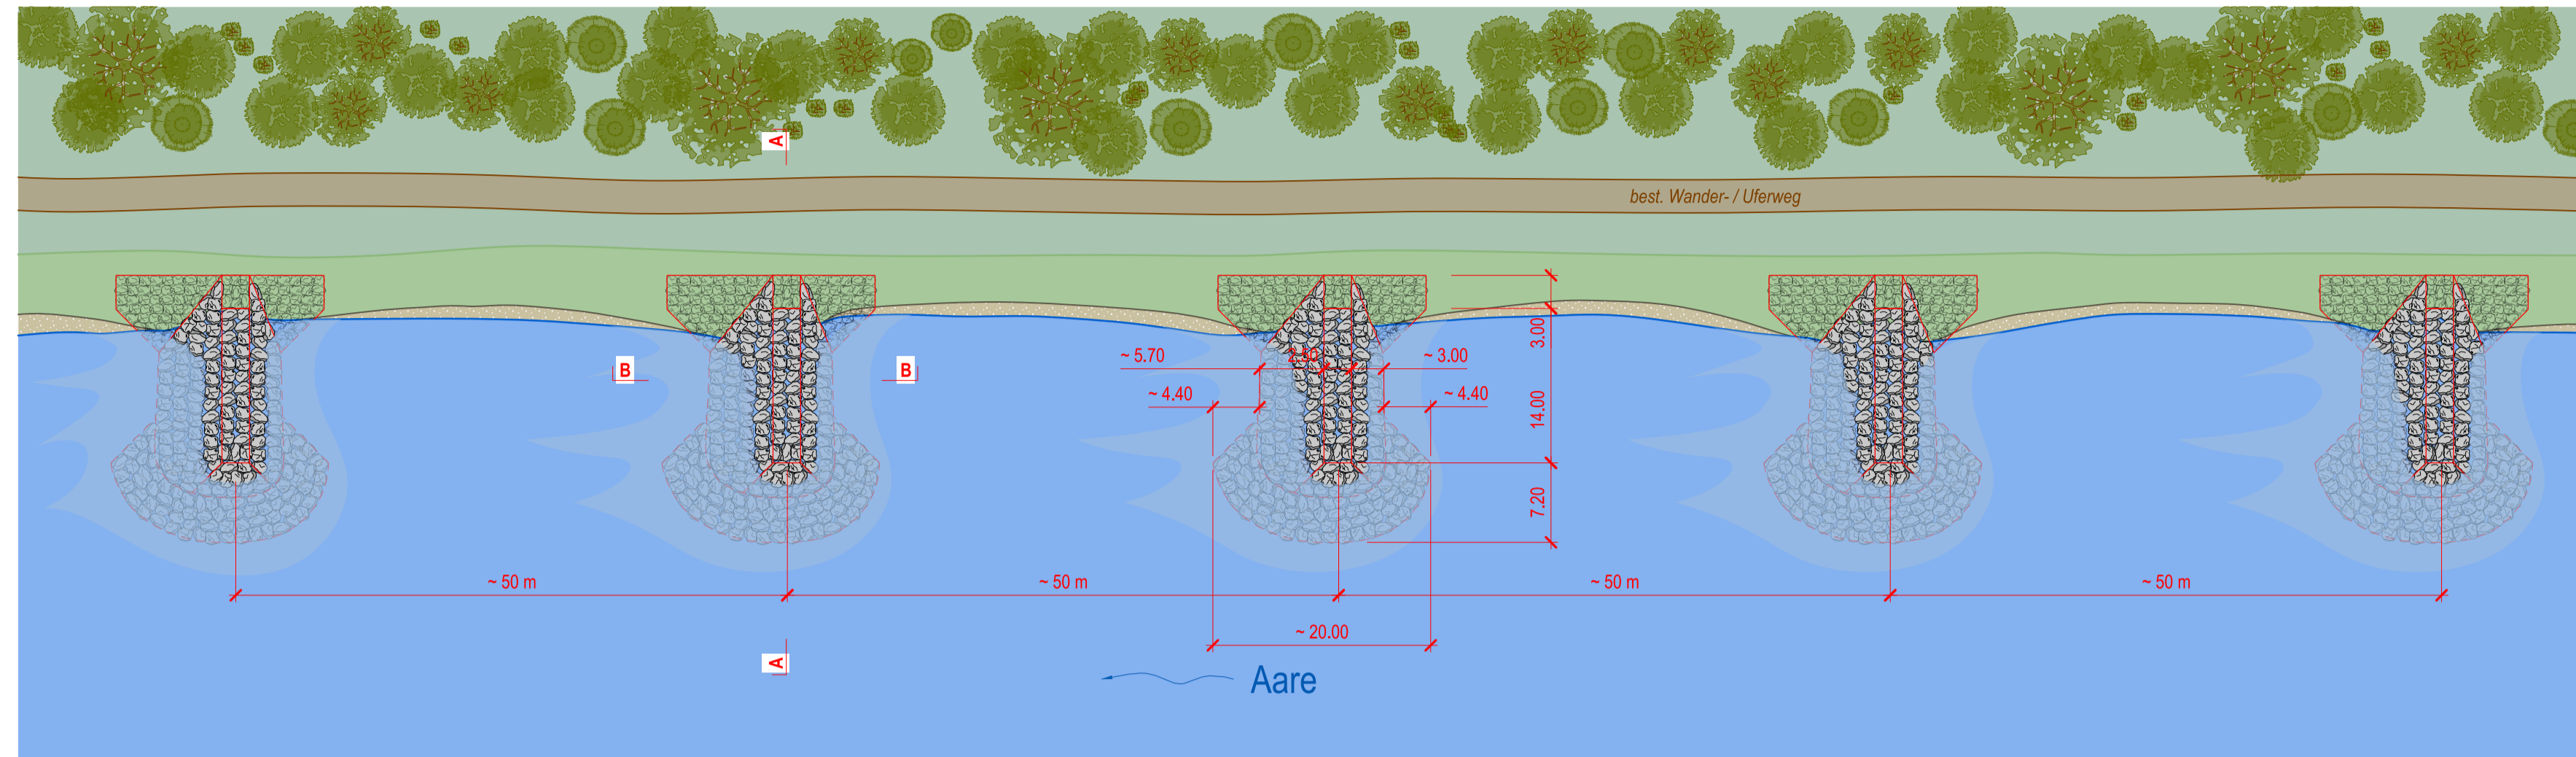 A
best. Wander- / Uferweg
~ 5.70
2.50
~ 3.00
3.00
B
B
~ 4.40
~ 4.40
14.00
7.20
~ 50 m
~ 50 m
~ 50 m
~ 50 m
~ 20.00
A
Aare